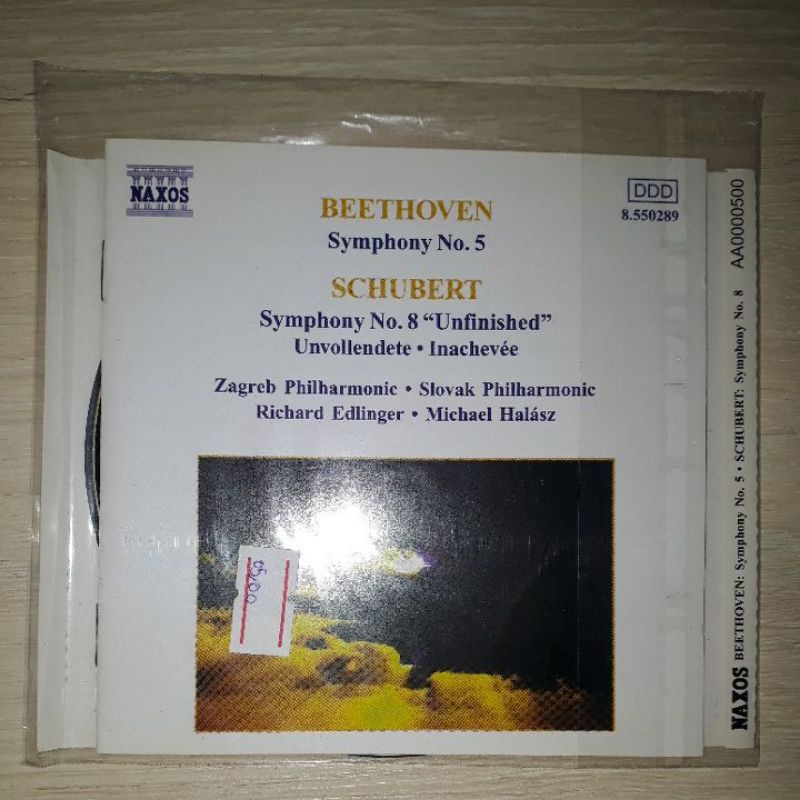 NAXOS
DDD
8.550289
BEETHOVEN
Symphony No. 5
SCHUBERT
Symphony No. 8 “Unfinished”
Unvollendete • Inachevée
Zagreb Philharmonic • Slovak Philharmonic
Richard Edlinger • Michael Halász
NAXOS BEETHOVEN: Symphony No. 5 • SCHUBERT: Symphony No. 8 AA0000500